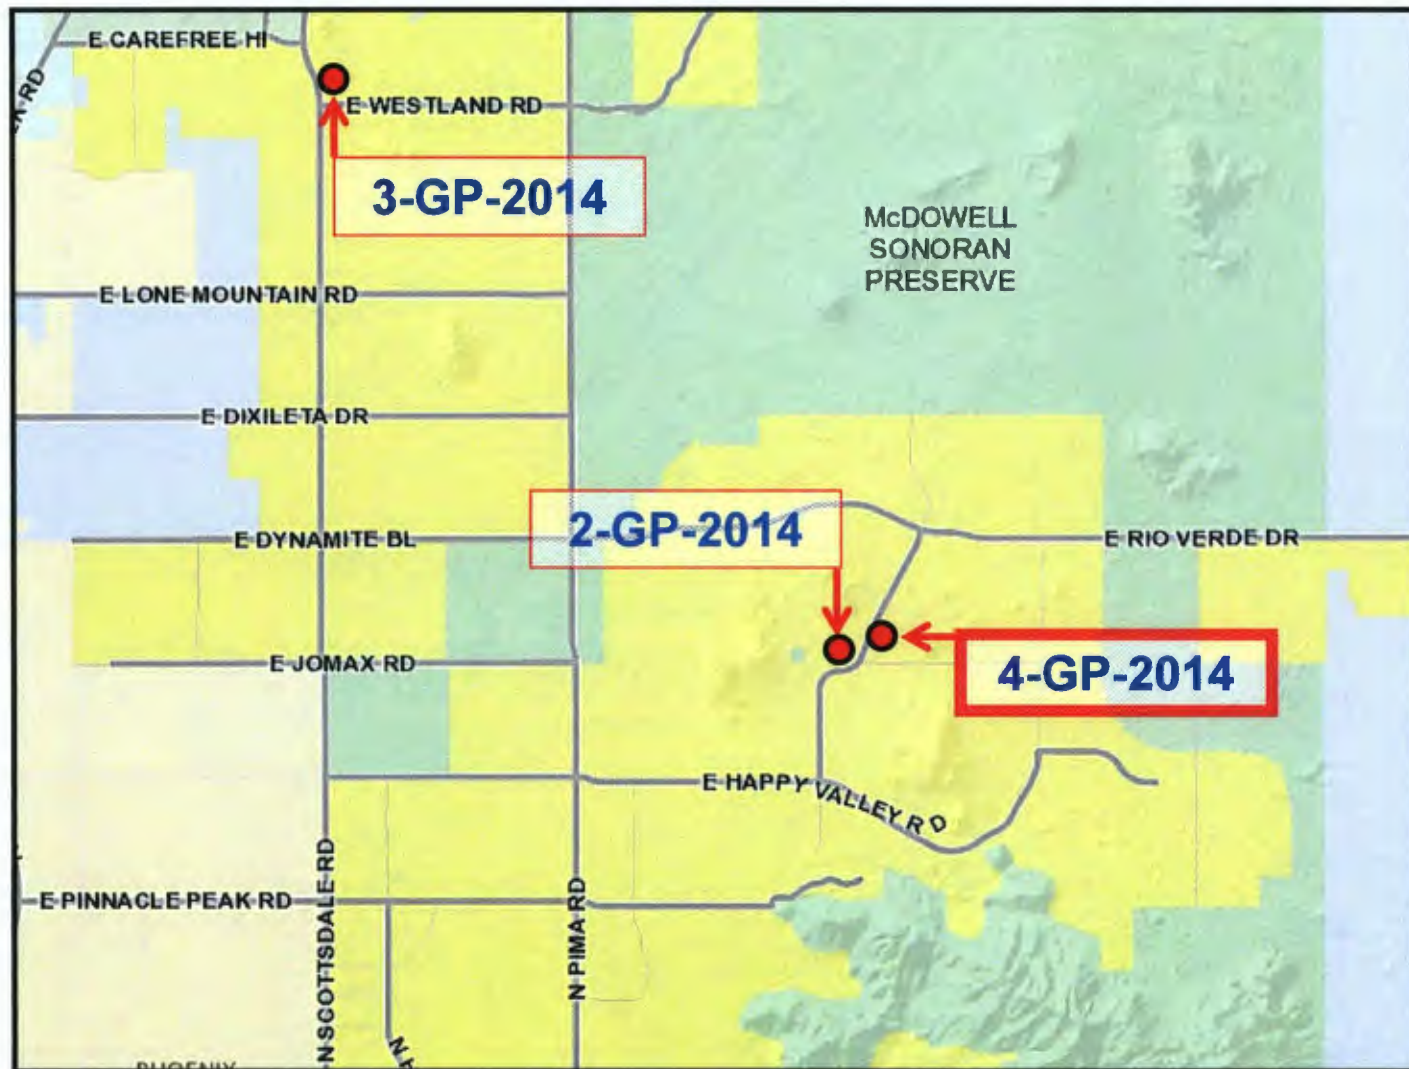 E CAREFREE HI
RD
E WESTLAND RD
3-GP-2014
McDOWELL
SONORAN
PRESERVE
E LONE MOUNTAIN RD
E DIXILETA DR
2-GP-2014
E DYNAMITE BL
E RIO VERDE DR
E JOMAX RD
4-GP-2014
E HAPPY VALLEY RD
N SCOTTSDALE RD
N PIMA RD
E PINNACLE PEAK RD